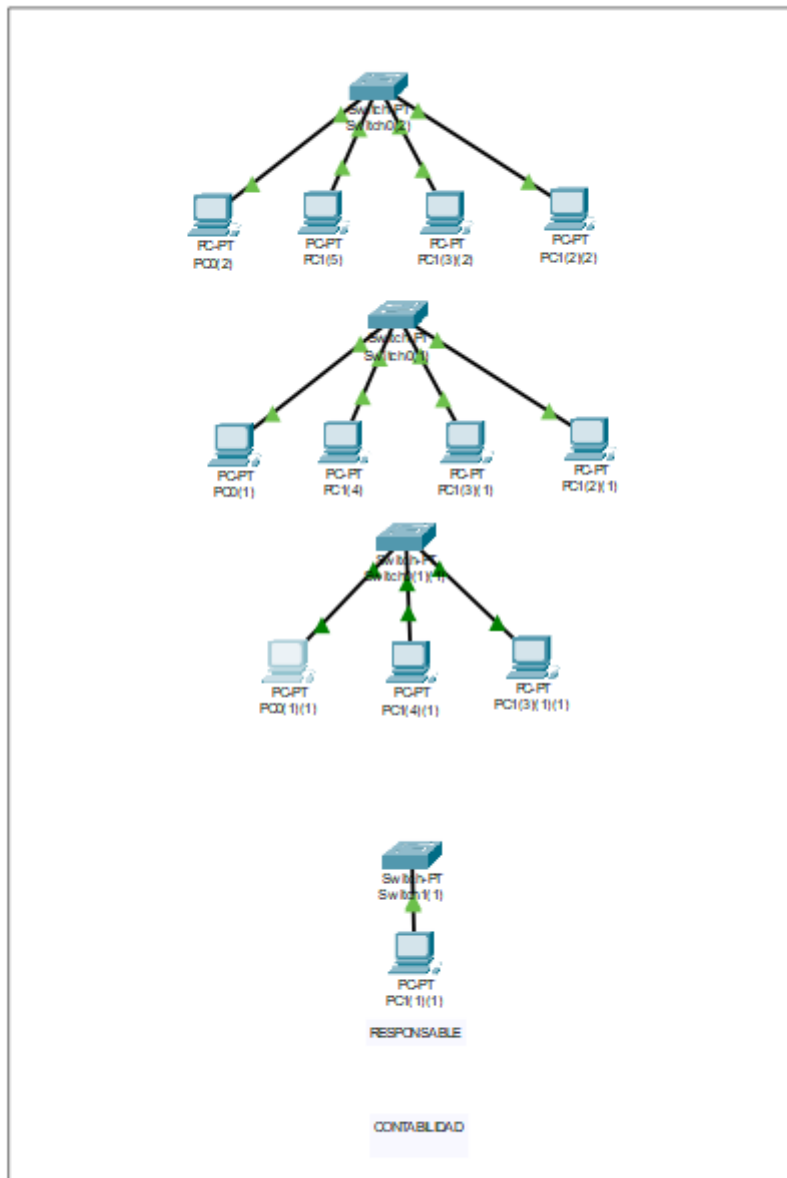 Switch-PT
Switch0(2)
PC-PT
PC0(2)
PC-PT
PC1(5)
PC-PT
PC1(3)(2)
PC-PT
PC1(2)(2)
Switch-PT
Switch0(1)
PC-PT
PC0(1)
PC-PT
PC1(4)
PC-PT
PC1(3)(1)
PC-PT
PC1(2)(1)
Switch-PT
Switch0(1)(1)
PC-PT
PC0(1)(1)
PC-PT
PC1(4)(1)
PC-PT
PC1(3)(1)(1)
Switch-PT
Switch1(1)
PC-PT
PC1(1)(1)
RESPONSABLE
CONTABILIDAD